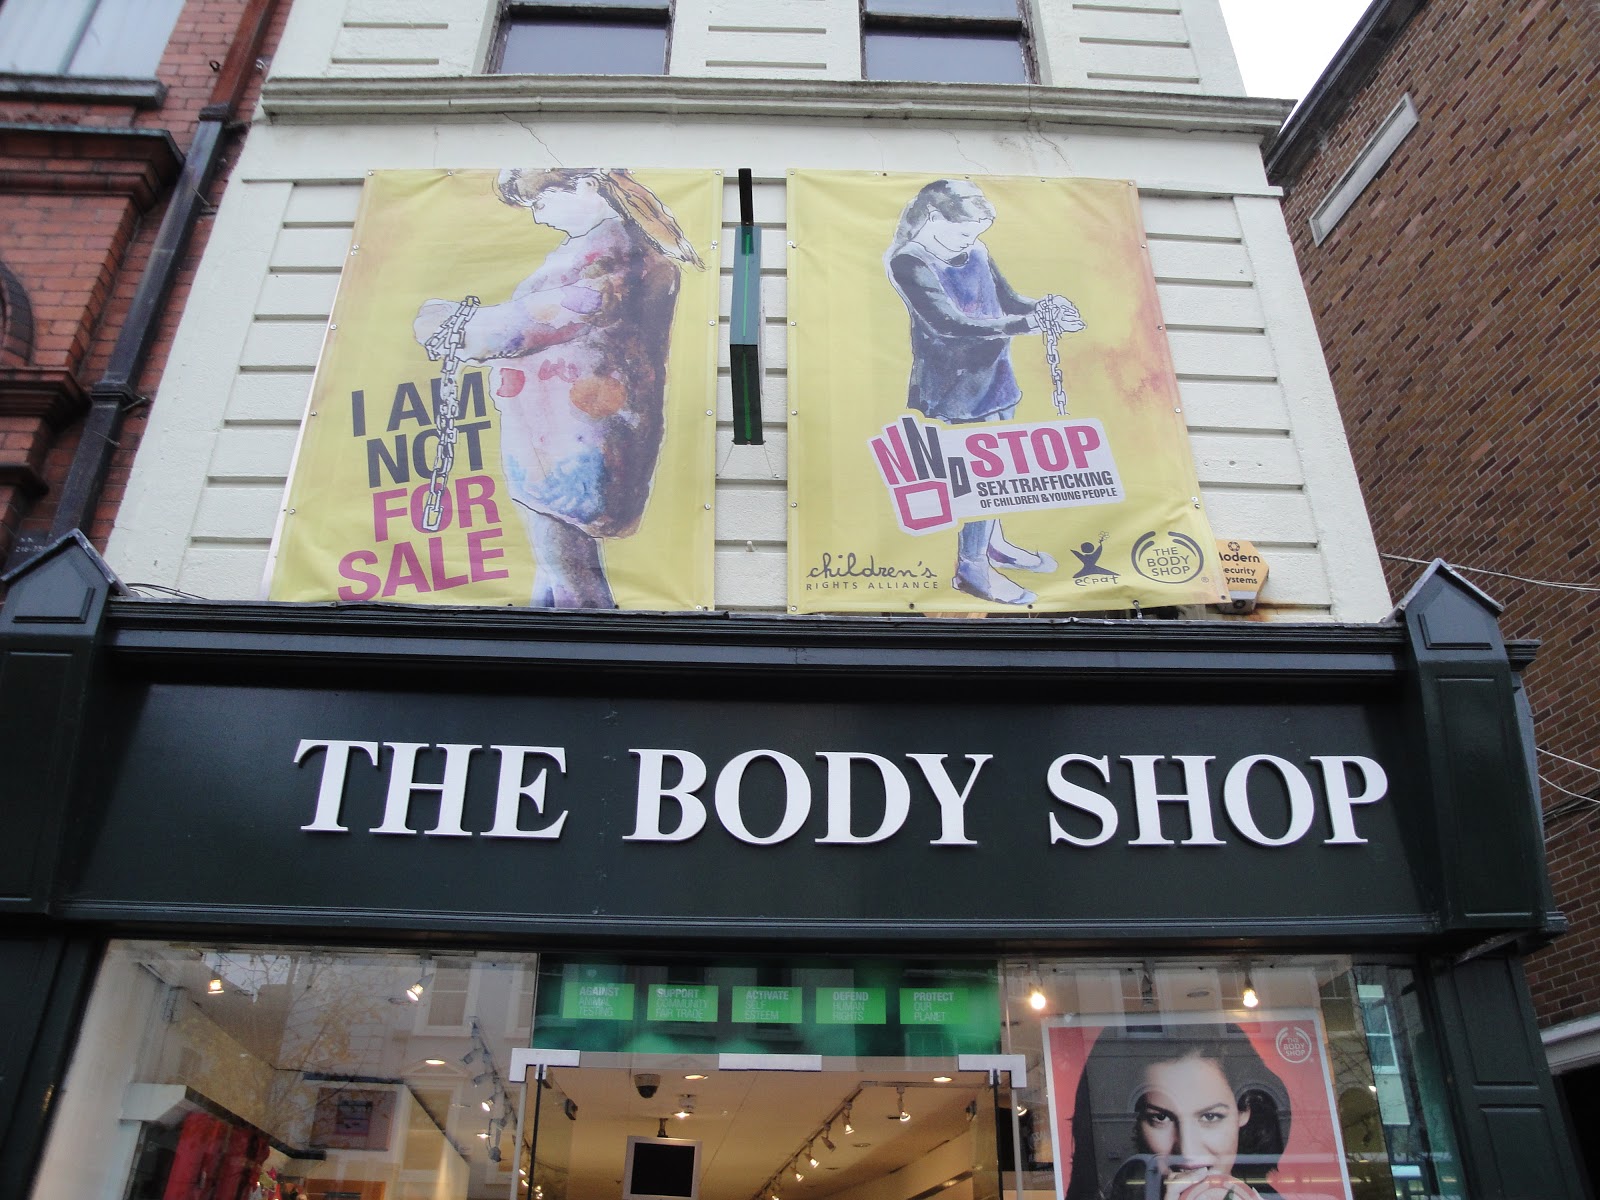 I AM
NOT
FOR
SALE
STOP
SEX TRAFFICKING
OF CHILDREN & YOUNG PEOPLE
children's
RIGHTS ALLIANCE
ecpat
THE
BODY
SHOP
Modern
Security
Systems
THE BODY SHOP
AGAINST
ANIMAL
TESTING
SUPPORT
COMMUNITY
FAIR TRADE
ACTIVATE
SELF
ESTEEM
DEFEND
HUMAN
RIGHTS
PROTECT
OUR
PLANET
THE
BODY
SHOP